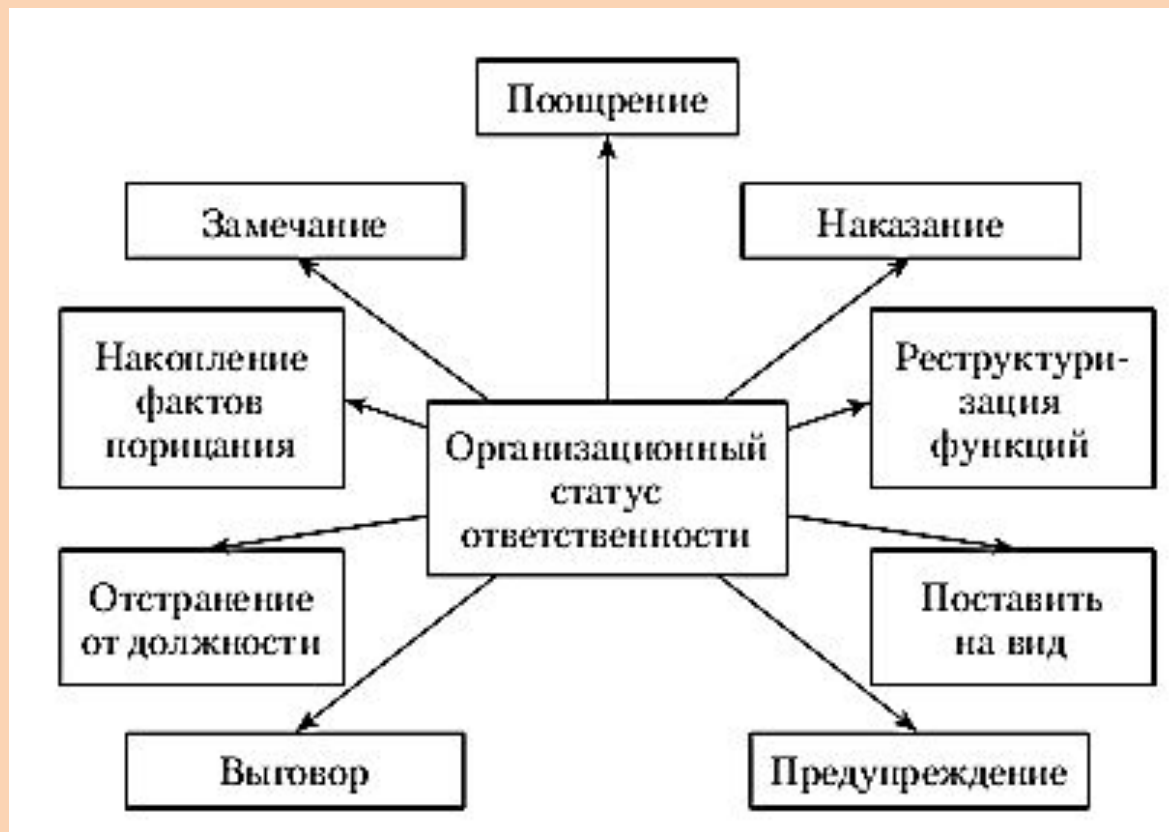 Поощрение
Замечание
Наказание
Накопление
фактов
порицания
Реструктури-
зация
функций
Организационный
статус
ответственности
Отстранение
от должности
Поставить
на вид
Выговор
Предупреждение